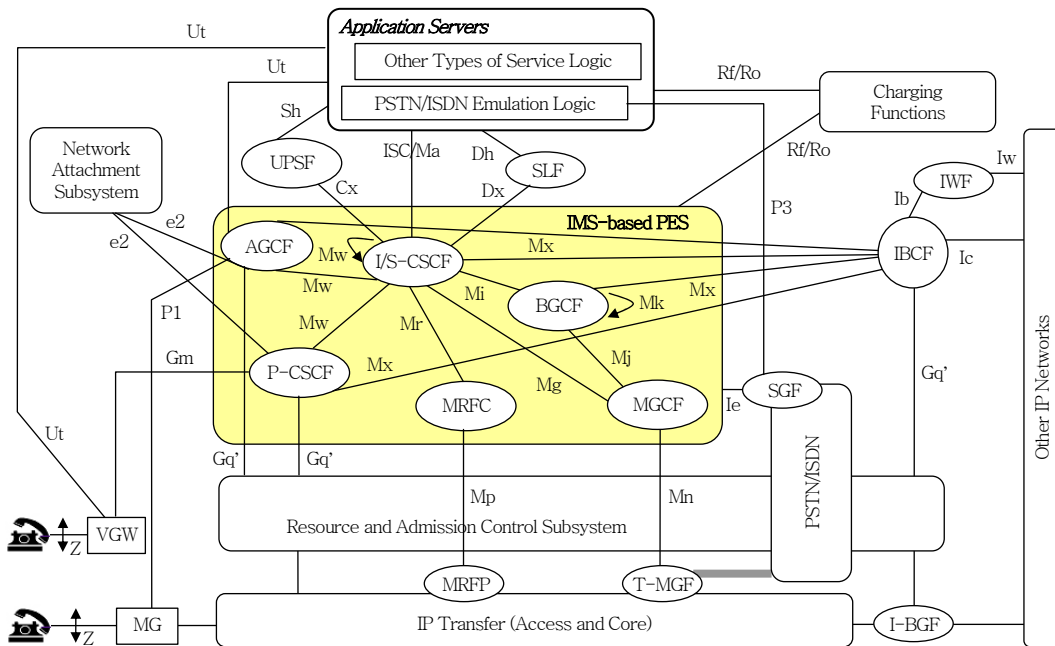 Ut
Application Servers
Other Types of Service Logic
Ut
Rf/Ro
Charging
Functions
PSTN/ISDN Emulation Logic
Sh
ISC/Ma
Dh
Rf/Ro
Network
Attachment
Subsystem
UPSF
SLF
Iw
IWF
Cx
Dx
Ib
P3
e2
IMS-based PES
e2
AGCF
Mw
I/S-CSCF
Mx
IBCF
Ic
Mw
Mi
BGCF
Mk
Mx
P1
Mw
Mr
Mj
Gm
P-CSCF
Mx
Mg
Gq'
MRFC
MGCF
Ie
SGF
Other IP Networks
Ut
Gq'
Gq'
Mp
Mn
PSTN/ISDN
Z
VGW
Resource and Admission Control Subsystem
MRFP
T-MGF
Z
MG
IP Transfer (Access and Core)
I-BGF